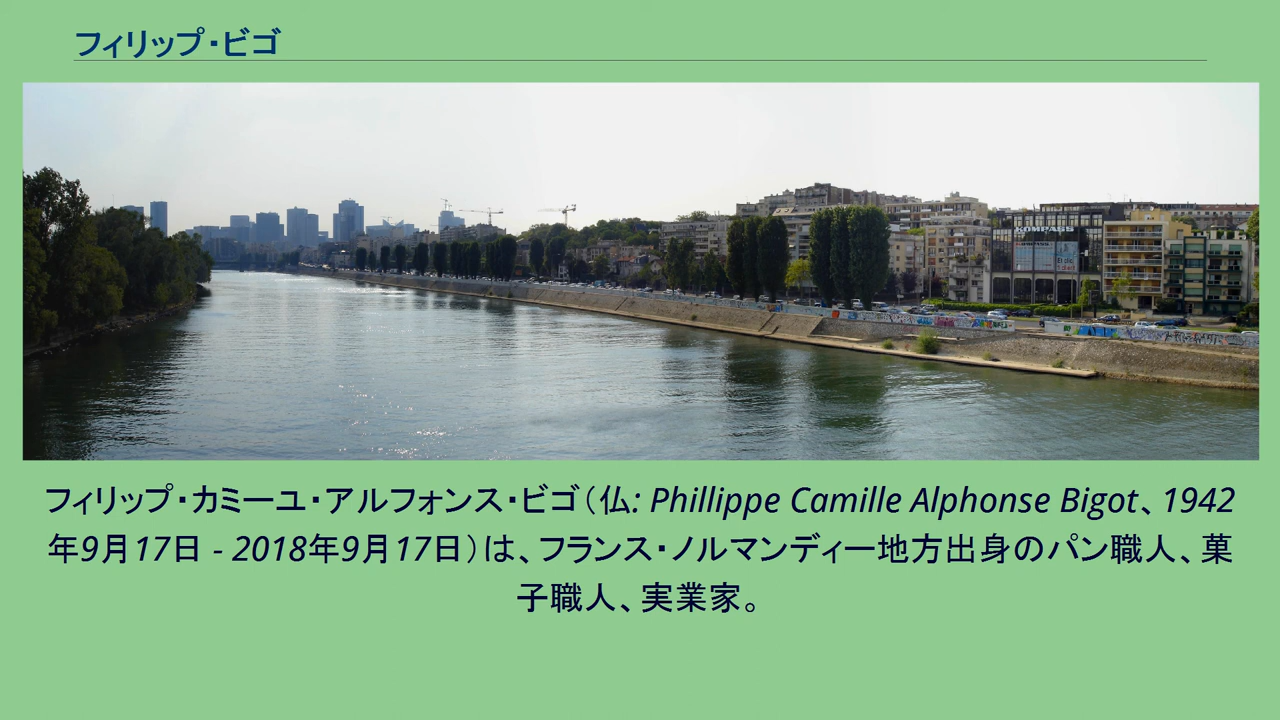 フィリップ・ビゴ
KOMPASS
KOMPASS
フィリップ・カミーユ・アルフォンス・ビゴ（仏: Phillippe Camille Alphonse Bigot、1942
年9月17日 - 2018年9月17日）は、フランス・ノルマンディー地方出身のパン職人、菓
子職人、実業家。